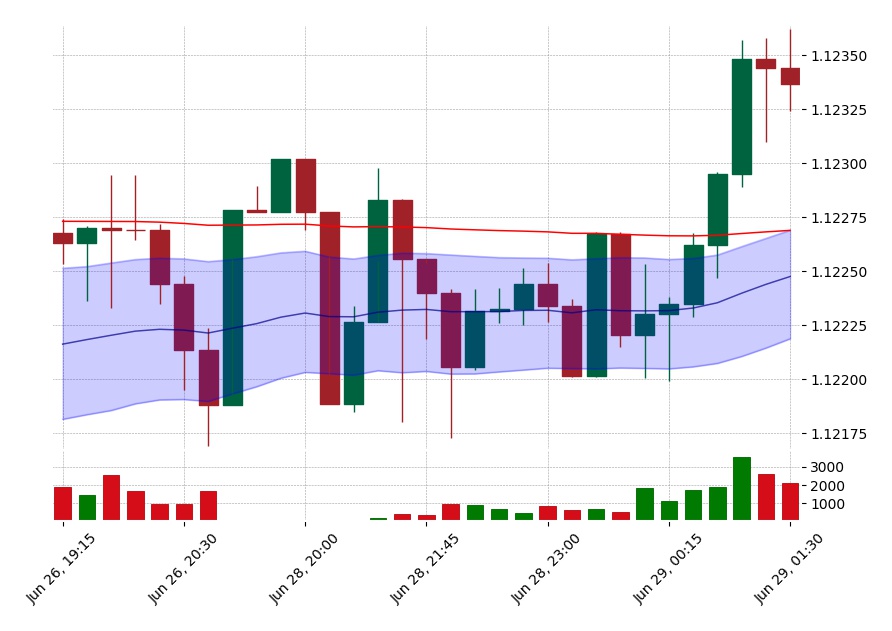 1.12350
1.12325
1.12300
1.12275
1.12250
1.12225
1.12200
1.12175
3000
2000
1000
Jun 26, 19:15
Jun 26, 20:30
Jun 28, 20:00
Jun 28, 21:45
Jun 28, 23:00
Jun 29, 00:15
Jun 29, 01:30